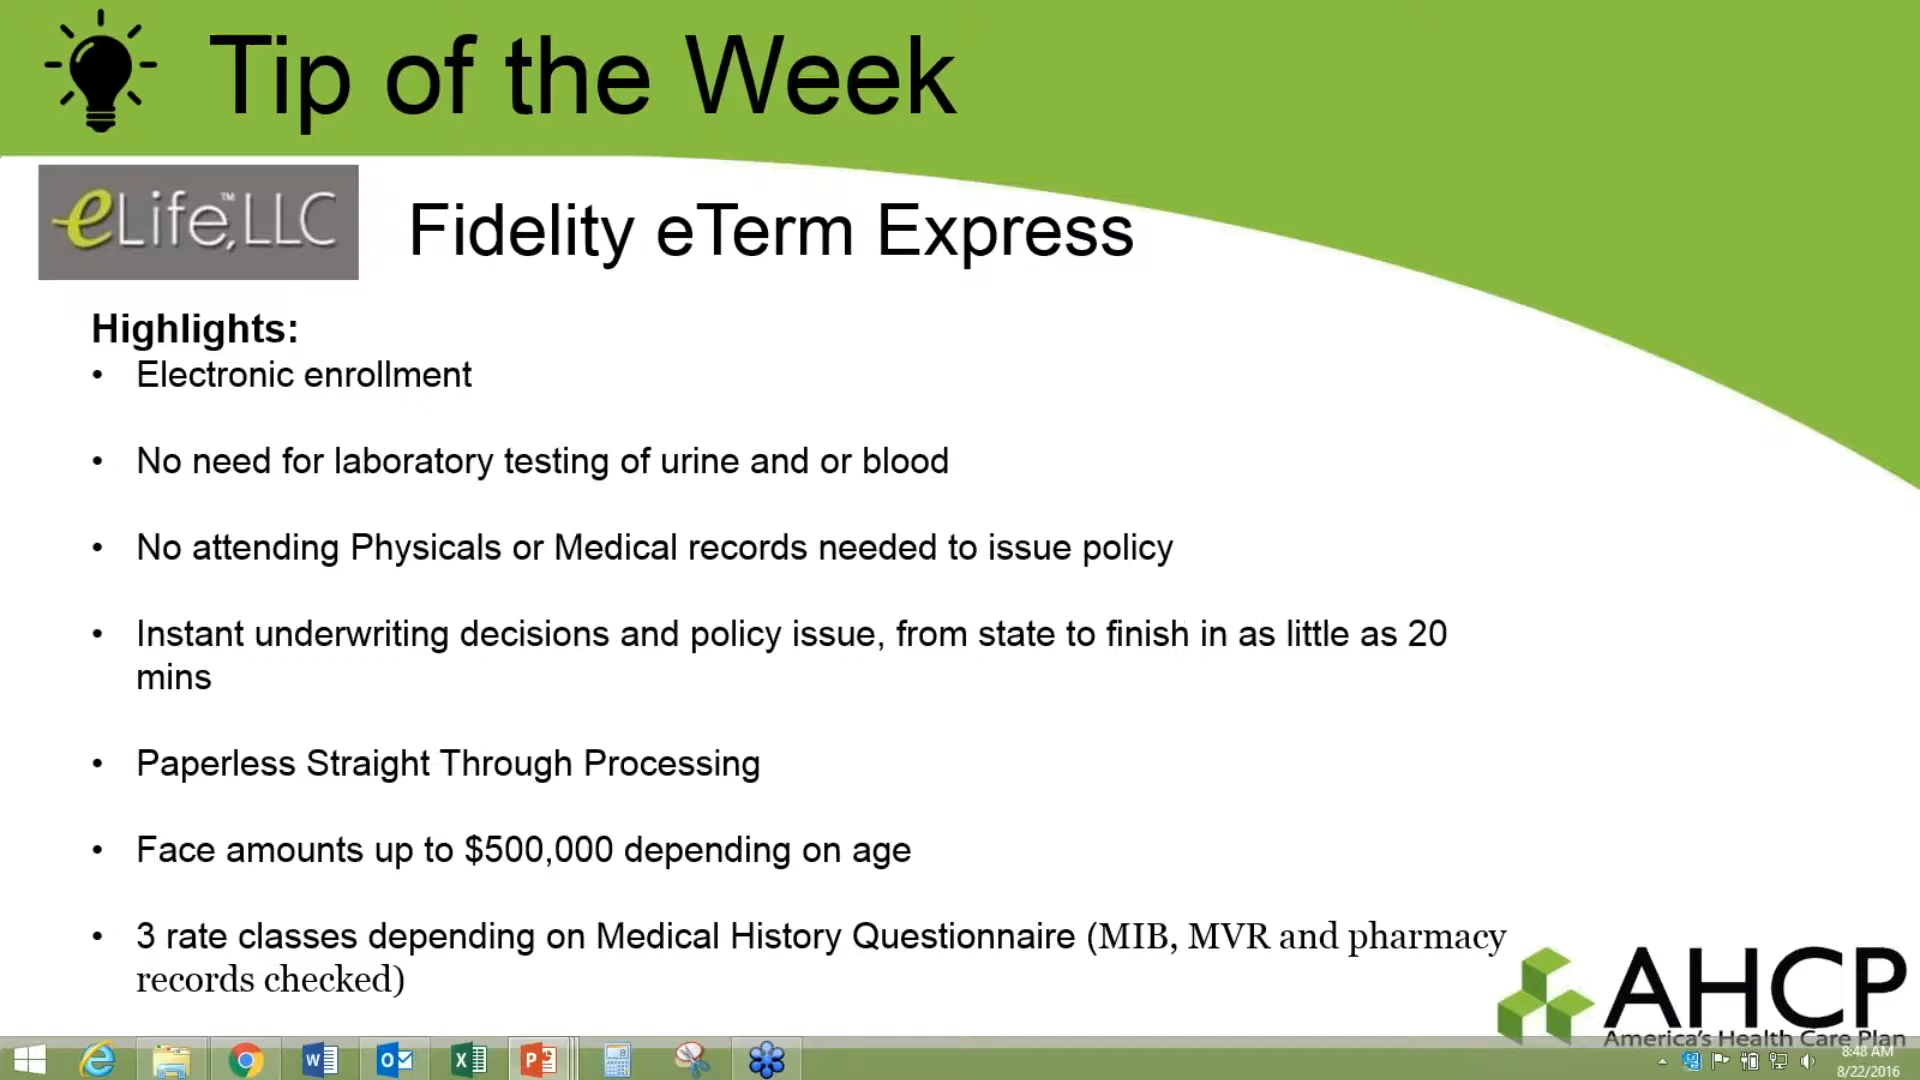 Tip of the Week
eLife,™ LLC
Fidelity eTerm Express
Highlights:
• Electronic enrollment
• No need for laboratory testing of urine and or blood
• No attending Physicals or Medical records needed to issue policy
• Instant underwriting decisions and policy issue, from state to finish in as little as 20
mins
• Paperless Straight Through Processing
• Face amounts up to $500,000 depending on age
• 3 rate classes depending on Medical History Questionnaire (MIB, MVR and pharmacy
records checked)
AHCP
America's Health Care Plan
8:48 AM
8/22/2016